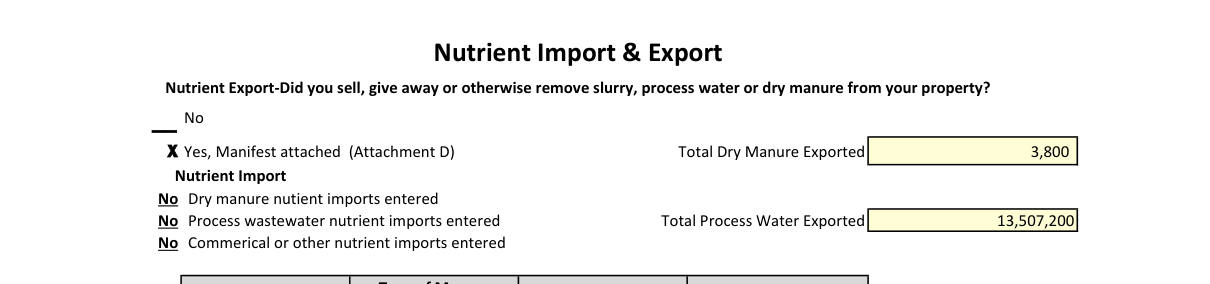 Nutrient Import & Export
Nutrient Export-Did you sell, give away or otherwise remove slurry, process water or dry manure from your property?
No
X Yes, Manifest attached (Attachment D) Total Dry Manure Exported 3,800
Nutrient Import
No Dry manure nutient imports entered
No Process wastewater nutrient imports entered Total Process Water Exported 13,507,200
No Commerical or other nutrient imports entered